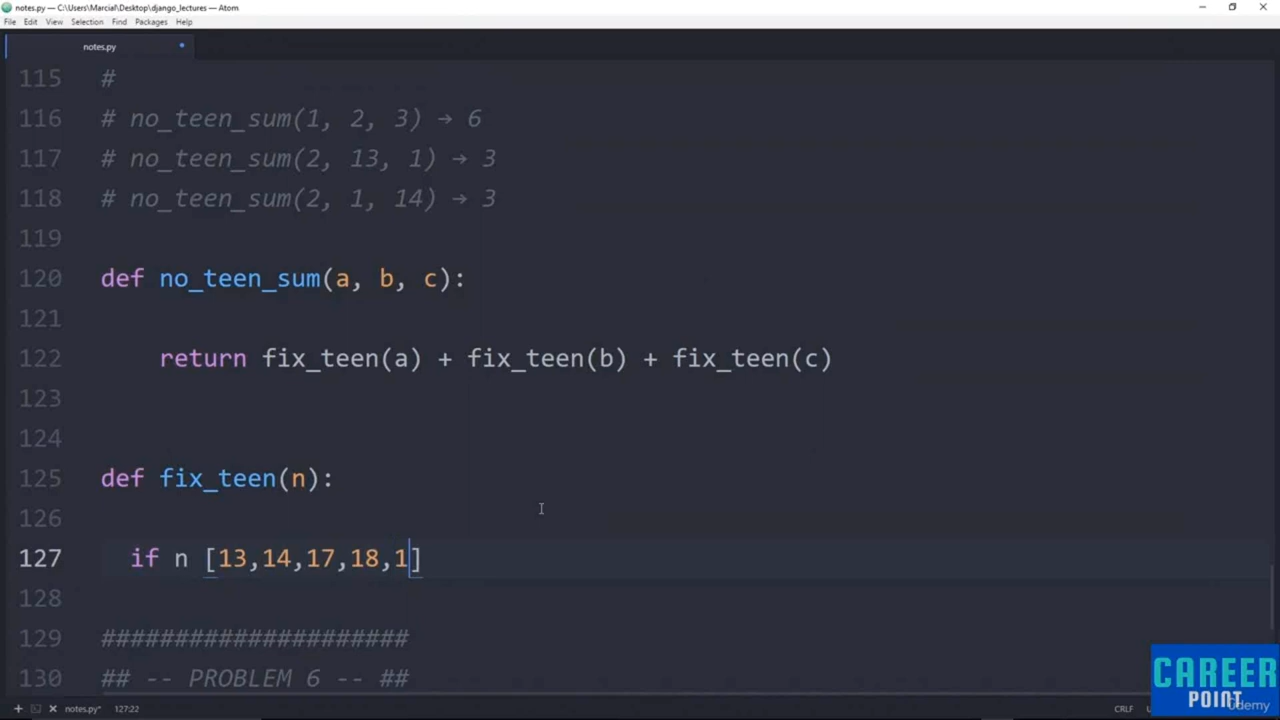 notes.py — C:\Users\Marcial\Desktop\django_lectures — Atom
File Edit View Selection Find Packages Help
notes.py
115 #
116 # no_teen_sum(1, 2, 3) → 6
117 # no_teen_sum(2, 13, 1) → 3
118 # no_teen_sum(2, 1, 14) → 3
119
120 def no_teen_sum(a, b, c):
121
122 return fix_teen(a) + fix_teen(b) + fix_teen(c)
123
124
125 def fix_teen(n):
126
127 if n [13,14,17,18,1]
128
129 #####################
130 ## -- PROBLEM 6 -- ##
CAREER
POINT
Udemy
notes.py* 127:22 CRLF